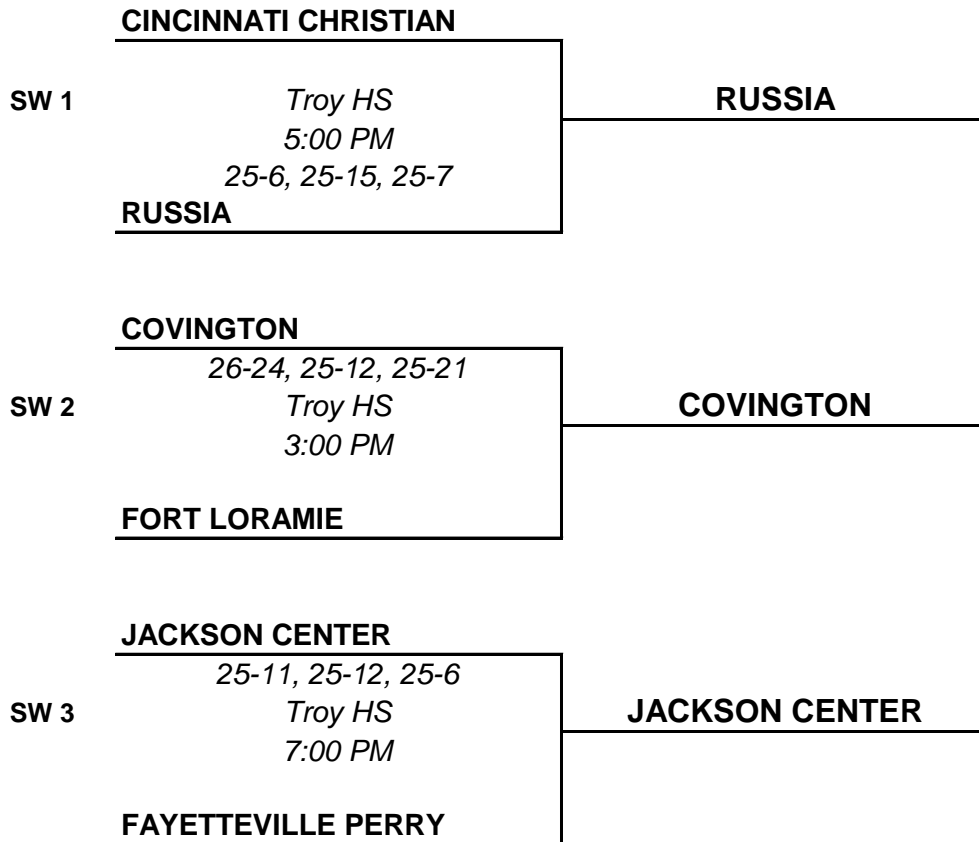 CINCINNATI CHRISTIAN
SW 1 Troy HS RUSSIA
5:00 PM
25-6, 25-15, 25-7
RUSSIA
COVINGTON
26-24, 25-12, 25-21
SW 2 Troy HS COVINGTON
3:00 PM
FORT LORAMIE
JACKSON CENTER
25-11, 25-12, 25-6
SW 3 Troy HS JACKSON CENTER
7:00 PM
FAYETTEVILLE PERRY